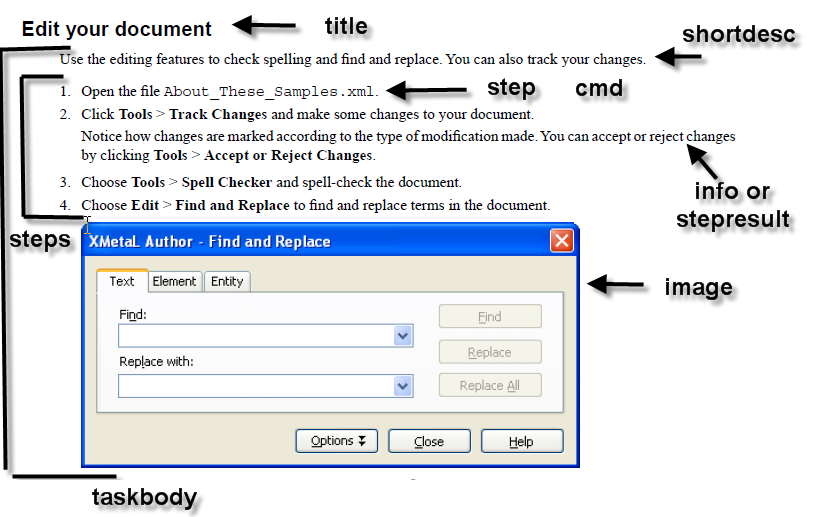 Edit your document
title
shortdesc
Use the editing features to check spelling and find and replace. You can also track your changes.
1. Open the file About_These_Samples.xml.
step cmd
2. Click Tools > Track Changes and make some changes to your document.
Notice how changes are marked according to the type of modification made. You can accept or reject changes
by clicking Tools > Accept or Reject Changes.
info or
stepresult
3. Choose Tools > Spell Checker and spell-check the document.
4. Choose Edit > Find and Replace to find and replace terms in the document.
steps
XMetaL Author - Find and Replace
Text Element Entity
image
Find:
Find
Replace
Replace with:
Replace All
Options Close Help
taskbody